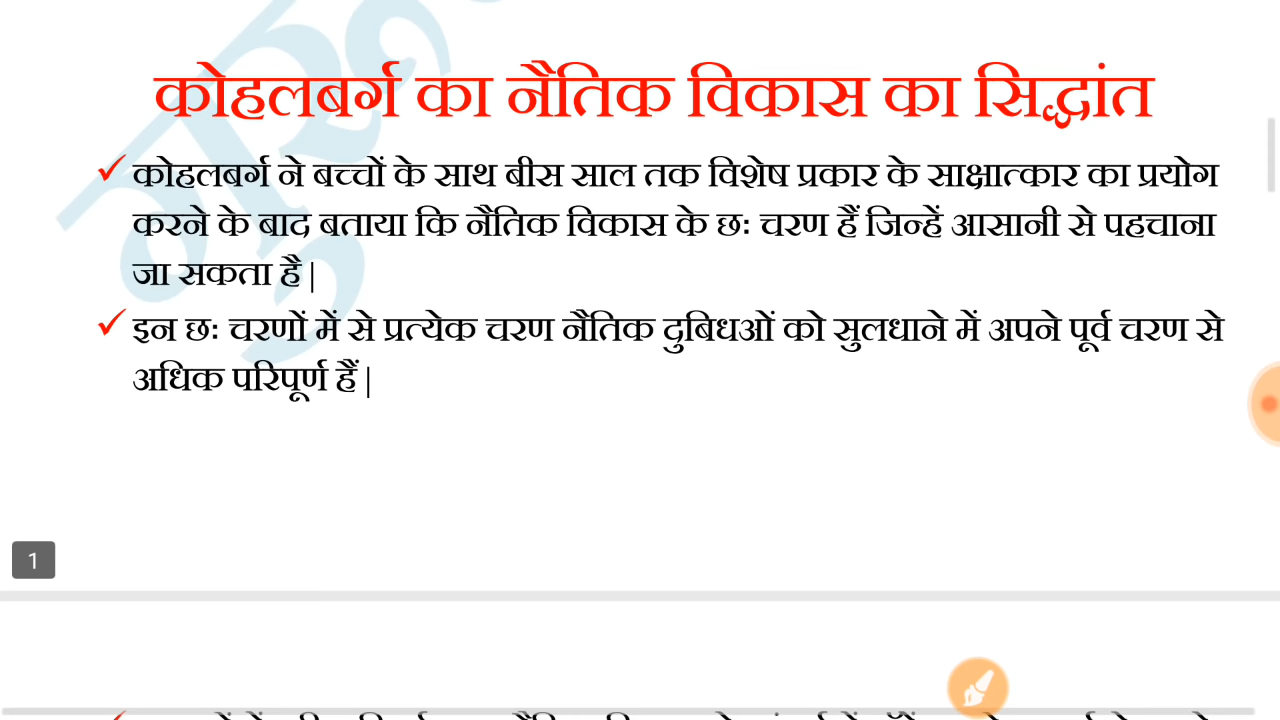 कोहलबर्ग का नैतिक विकास का सिद्धांत
✓ कोहलबर्ग ने बच्चों के साथ बीस साल तक विशेष प्रकार के साक्षात्कार का प्रयोग
करने के बाद बताया कि नैतिक विकास के छः चरण हैं जिन्हें आसानी से पहचाना
जा सकता है|
✓ इन छः चरणों में से प्रत्येक चरण नैतिक दुबिधओं को सुलधाने में अपने पूर्व चरण से
अधिक परिपूर्ण हैं|
1